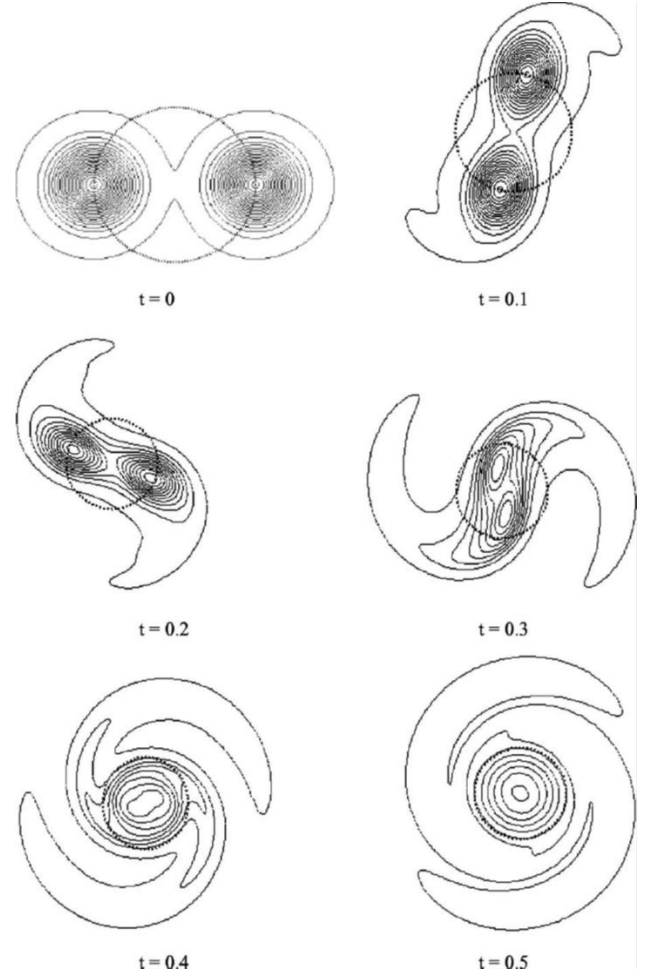 t = 0
t = 0.1
t = 0.2
t = 0.3
t = 0.4
t = 0.5